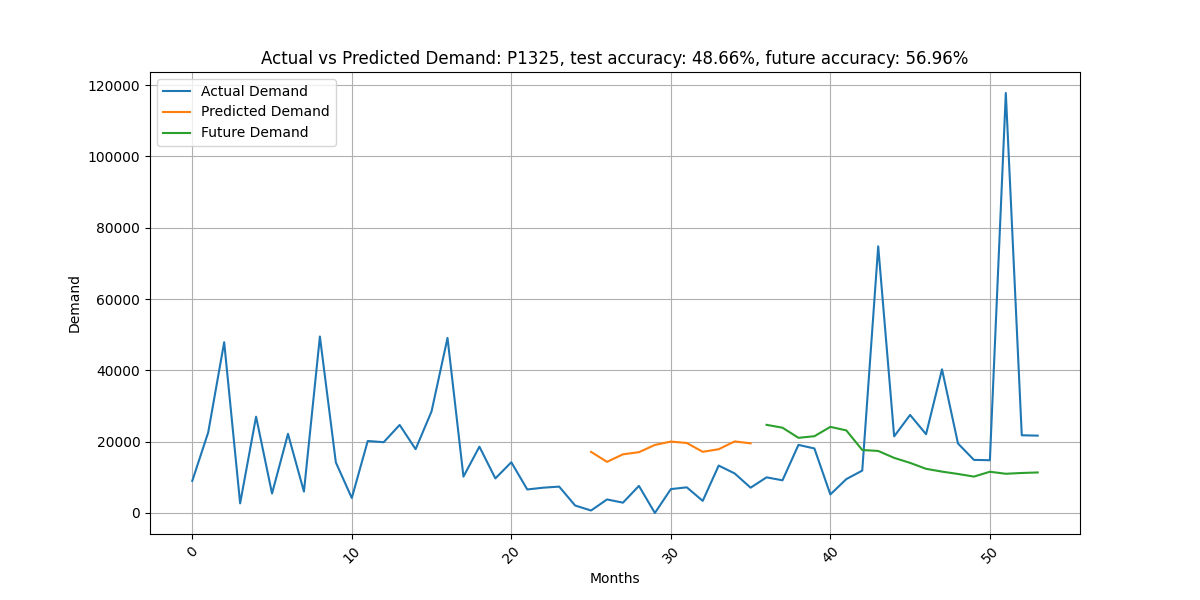 Actual vs Predicted Demand: P1325, test accuracy: 48.66%, future accuracy: 56.96%
Actual Demand
Predicted Demand
Future Demand
120000
100000
80000
60000
40000
20000
0
Demand
0
10
20
30
40
50
Months